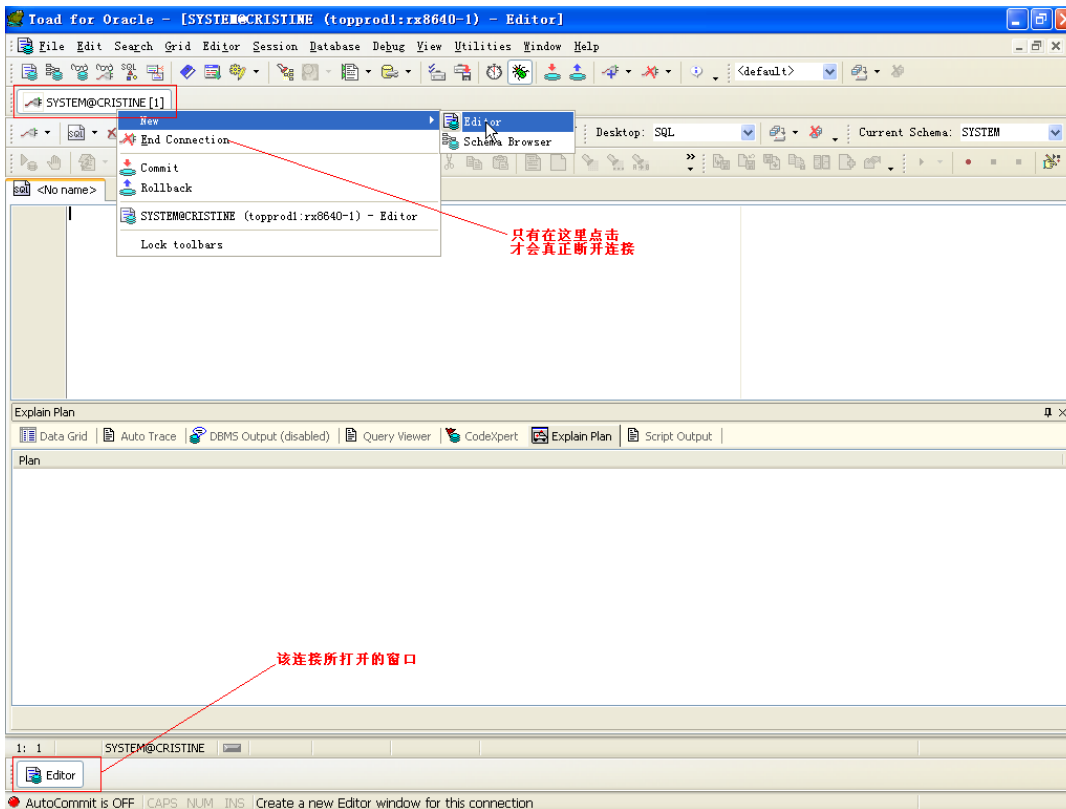 Toad for Oracle - [SYSTEM@CRISTINE (topprod1:rx8640-1) - Editor]
File Edit Search Grid Editor Session Database Debug View Utilities Window Help
<default>
SYSTEM@CRISTINE [1]
New
Editor
Desktop: SQL
Current Schema: SYSTEM
End Connection
Schema Browser
Commit
<No name>
Rollback
SYSTEM@CRISTINE (topprod1:rx8640-1) - Editor
Lock toolbars
只有在这里点击
才会真正断开连接
Explain Plan
Data Grid Auto Trace DBMS Output (disabled) Query Viewer CodeXpert Explain Plan Script Output
Plan
该连接所打开的窗口
1: 1 SYSTEM@CRISTINE
Editor
AutoCommit is OFF CAPS NUM INS Create a new Editor window for this connection